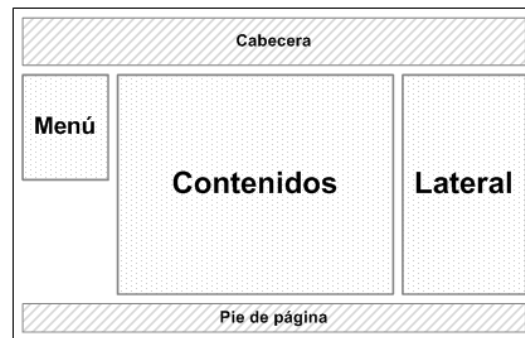 Cabecera
Menú
Contenidos
Lateral
Pie de página